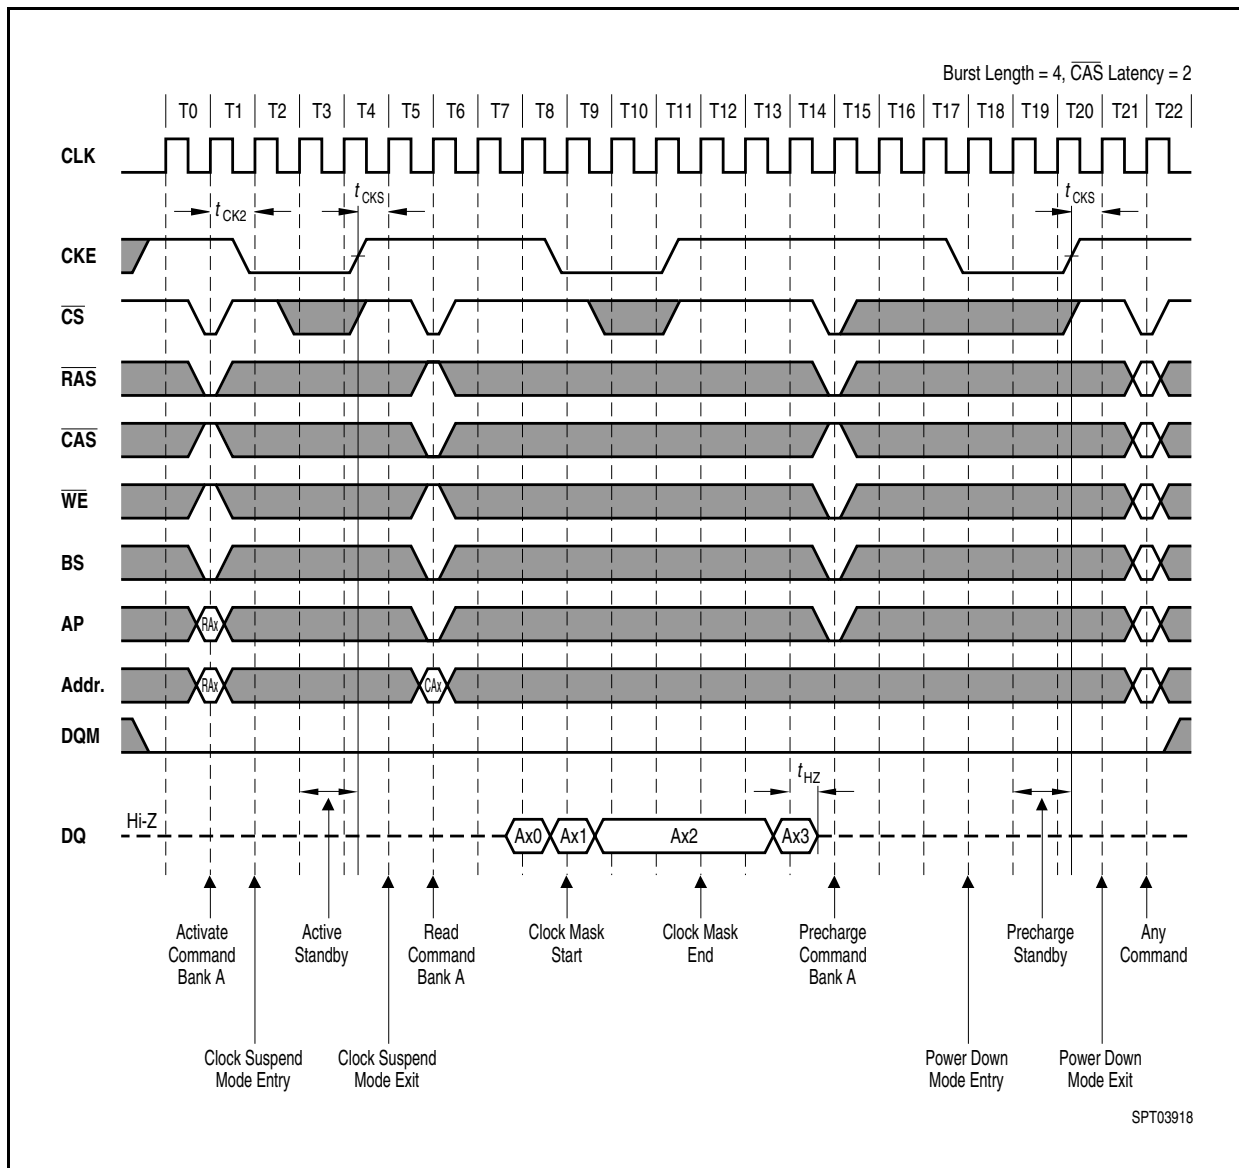 Burst Length = 4, CAS Latency = 2
T0 T1 T2 T3 T4 T5 T6 T7 T8 T9 T10 T11 T12 T13 T14 T15 T16 T17 T18 T19 T20 T21 T22
CLK
tCK2 tCKS tCKS
CKE
CS
RAS
CAS
WE
BS
AP RAx
Addr. RAx CAx
DQM
tHZ
Hi-Z
DQ Ax0 Ax1 Ax2 Ax3
Activate Command Bank A
Active Standby
Read Command Bank A
Clock Mask Start
Clock Mask End
Precharge Command Bank A
Precharge Standby
Any Command
Clock Suspend Mode Entry
Clock Suspend Mode Exit
Power Down Mode Entry
Power Down Mode Exit
SPT03918